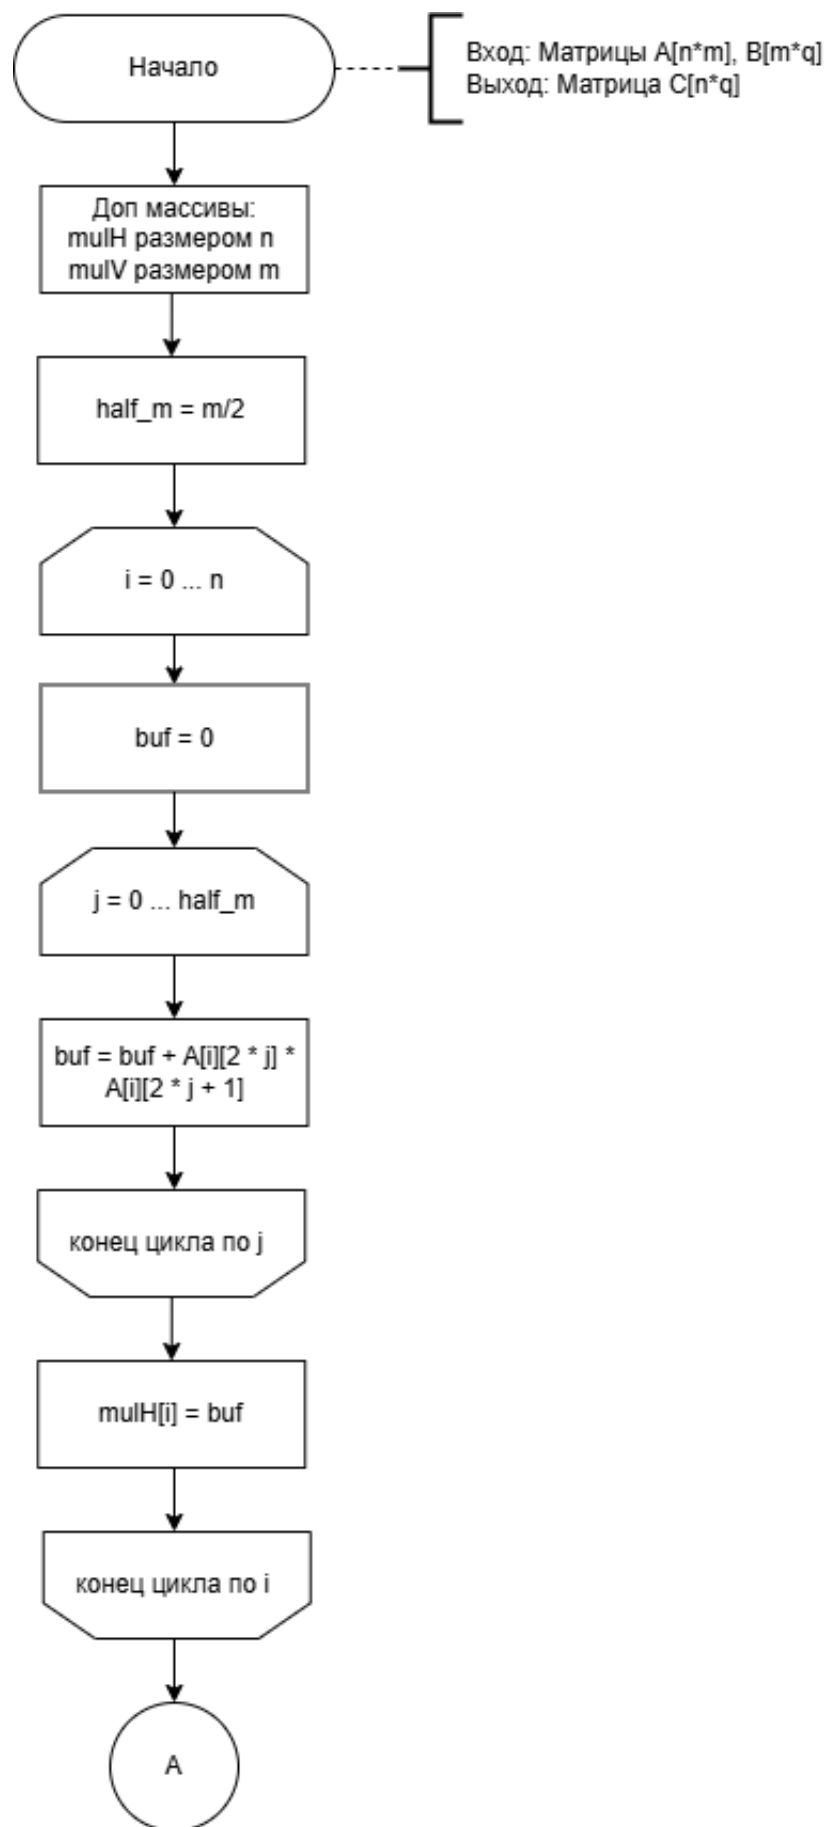 Начало
Вход: Матрицы A[n*m], B[m*q]
Выход: Матрица C[n*q]
Доп массивы:
mulH размером n
mulV размером m
half_m = m/2
i = 0 ... n
buf = 0
j = 0 ... half_m
buf = buf + A[i][2 * j] *
A[i][2 * j + 1]
конец цикла по j
mulH[i] = buf
конец цикла по i
A